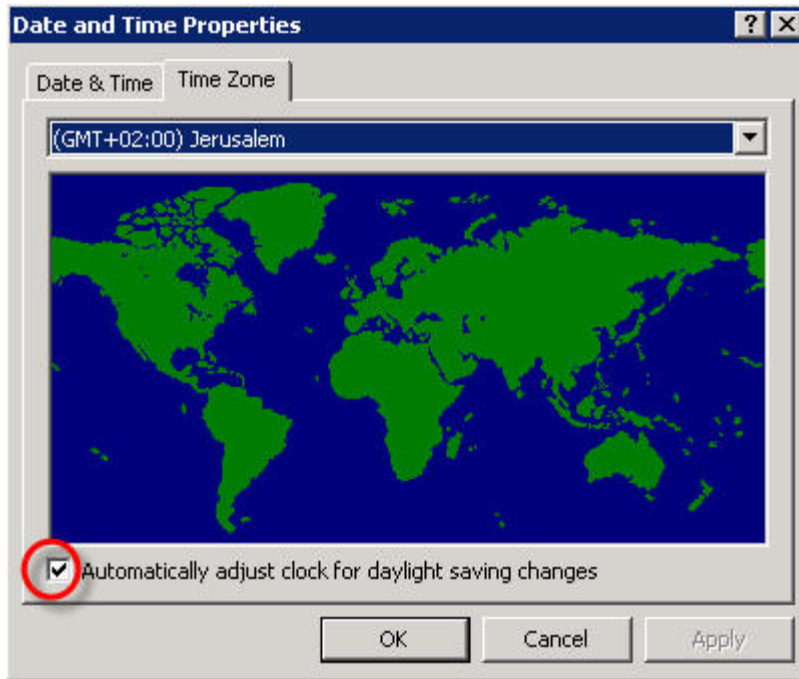 Date and Time Properties
Date & Time
Time Zone
(GMT+02:00) Jerusalem
Automatically adjust clock for daylight saving changes
OK
Cancel
Apply